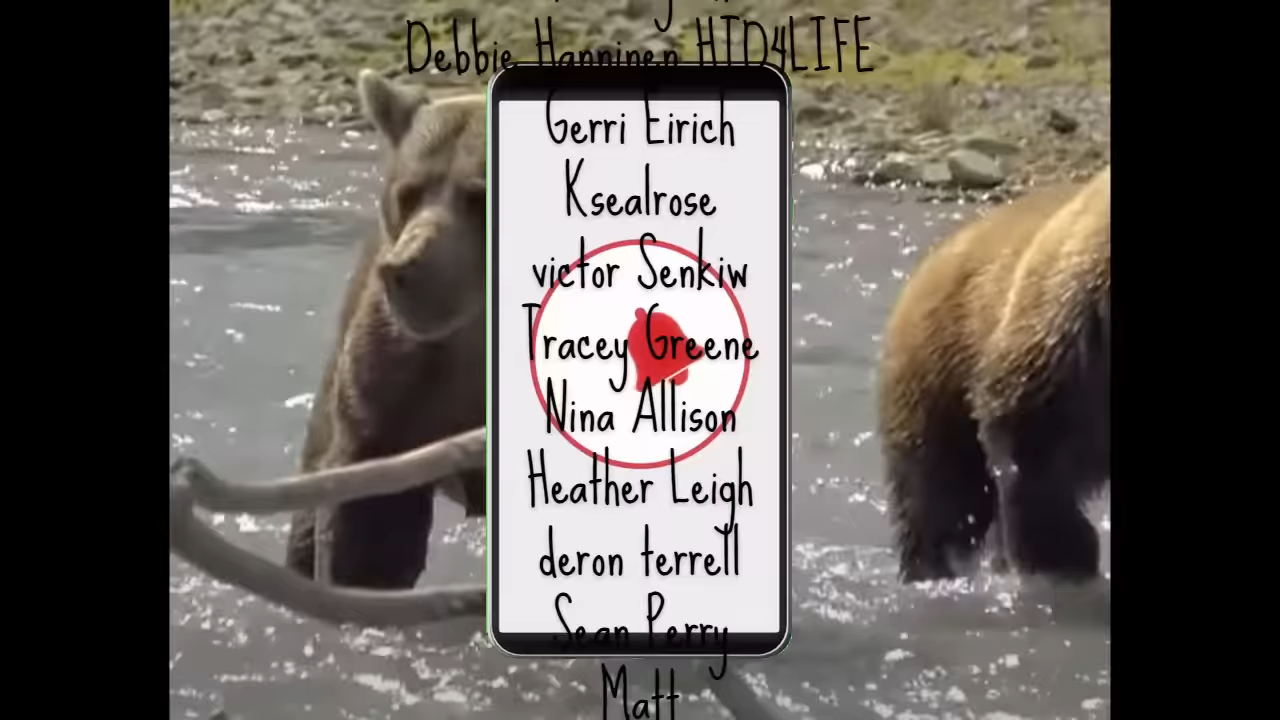 Debbie Hanninen HTD4LIFE
Gerri Eirich
Ksealrose
victor Senkiw
Tracey Greene
Nina Allison
Heather Leigh
deron terrell
Sean Perry
Matt